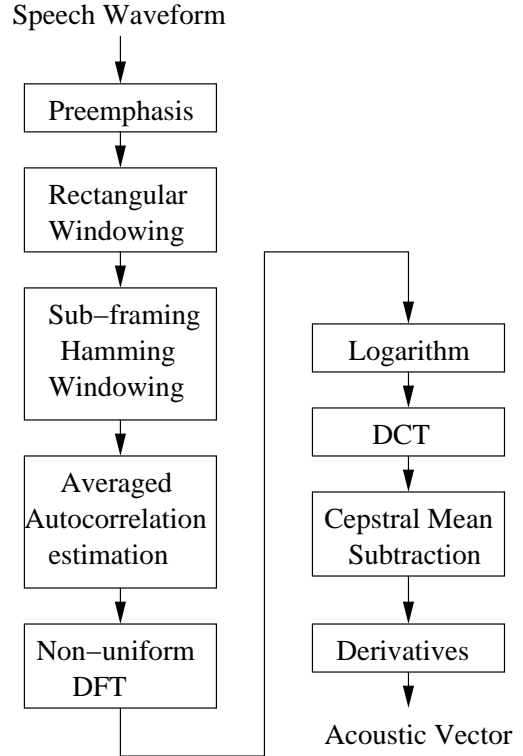 Speech Waveform
Preemphasis
Rectangular
Windowing
Sub−framing
Hamming
Windowing
Averaged
Autocorrelation
estimation
Non−uniform
DFT
Logarithm
DCT
Cepstral Mean
Subtraction
Derivatives
Acoustic Vector